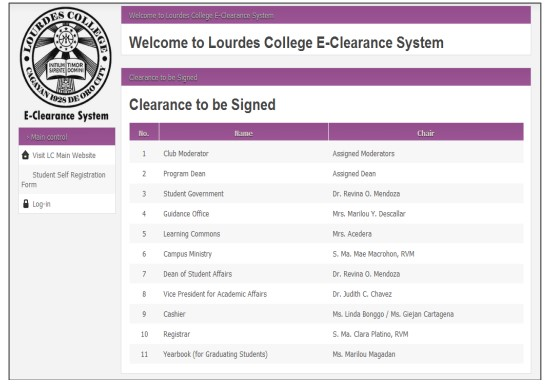 LOURDES COLLEGE
INITIUM TIMOR
SAPIENTE DOMINI
CAGAYAN 1928 DE ORO CITY
E-Clearance System
- Main control
Visit LC Main Website
Student Self Registration
Form
Log-in
Welcome to Lourdes College E-Clearance System
Welcome to Lourdes College E-Clearance System
Clearance to be Signed
Clearance to be Signed
No. Name Chair
1 Club Moderator Assigned Moderators
2 Program Dean Assigned Dean
3 Student Government Dr. Revina O. Mendoza
4 Guidance Office Mrs. Marilou Y. Descallar
5 Learning Commons Mrs. Acedera
6 Campus Ministry S. Ma. Mae Macrohon, RVM
7 Dean of Student Affairs Dr. Revina O. Mendoza
8 Vice President for Academic Affairs Dr. Judith C. Chavez
9 Cashier Ms. Linda Bonggo / Ms. Giejan Cartagena
10 Registrar S. Ma. Clara Platino, RVM
11 Yearbook (for Graduating Students) Ms. Marilou Magadan